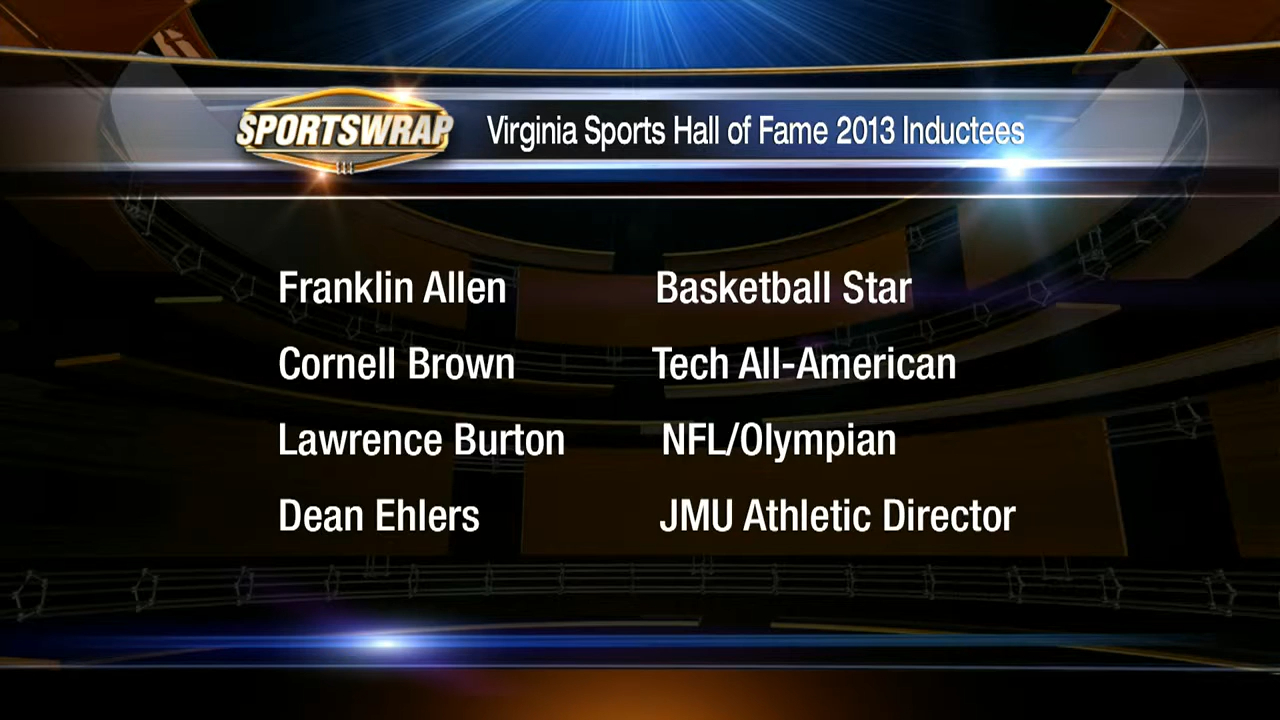 SPORTSWRAP Virginia Sports Hall of Fame 2013 Inductees
Franklin Allen Basketball Star
Cornell Brown Tech All-American
Lawrence Burton NFL/Olympian
Dean Ehlers JMU Athletic Director